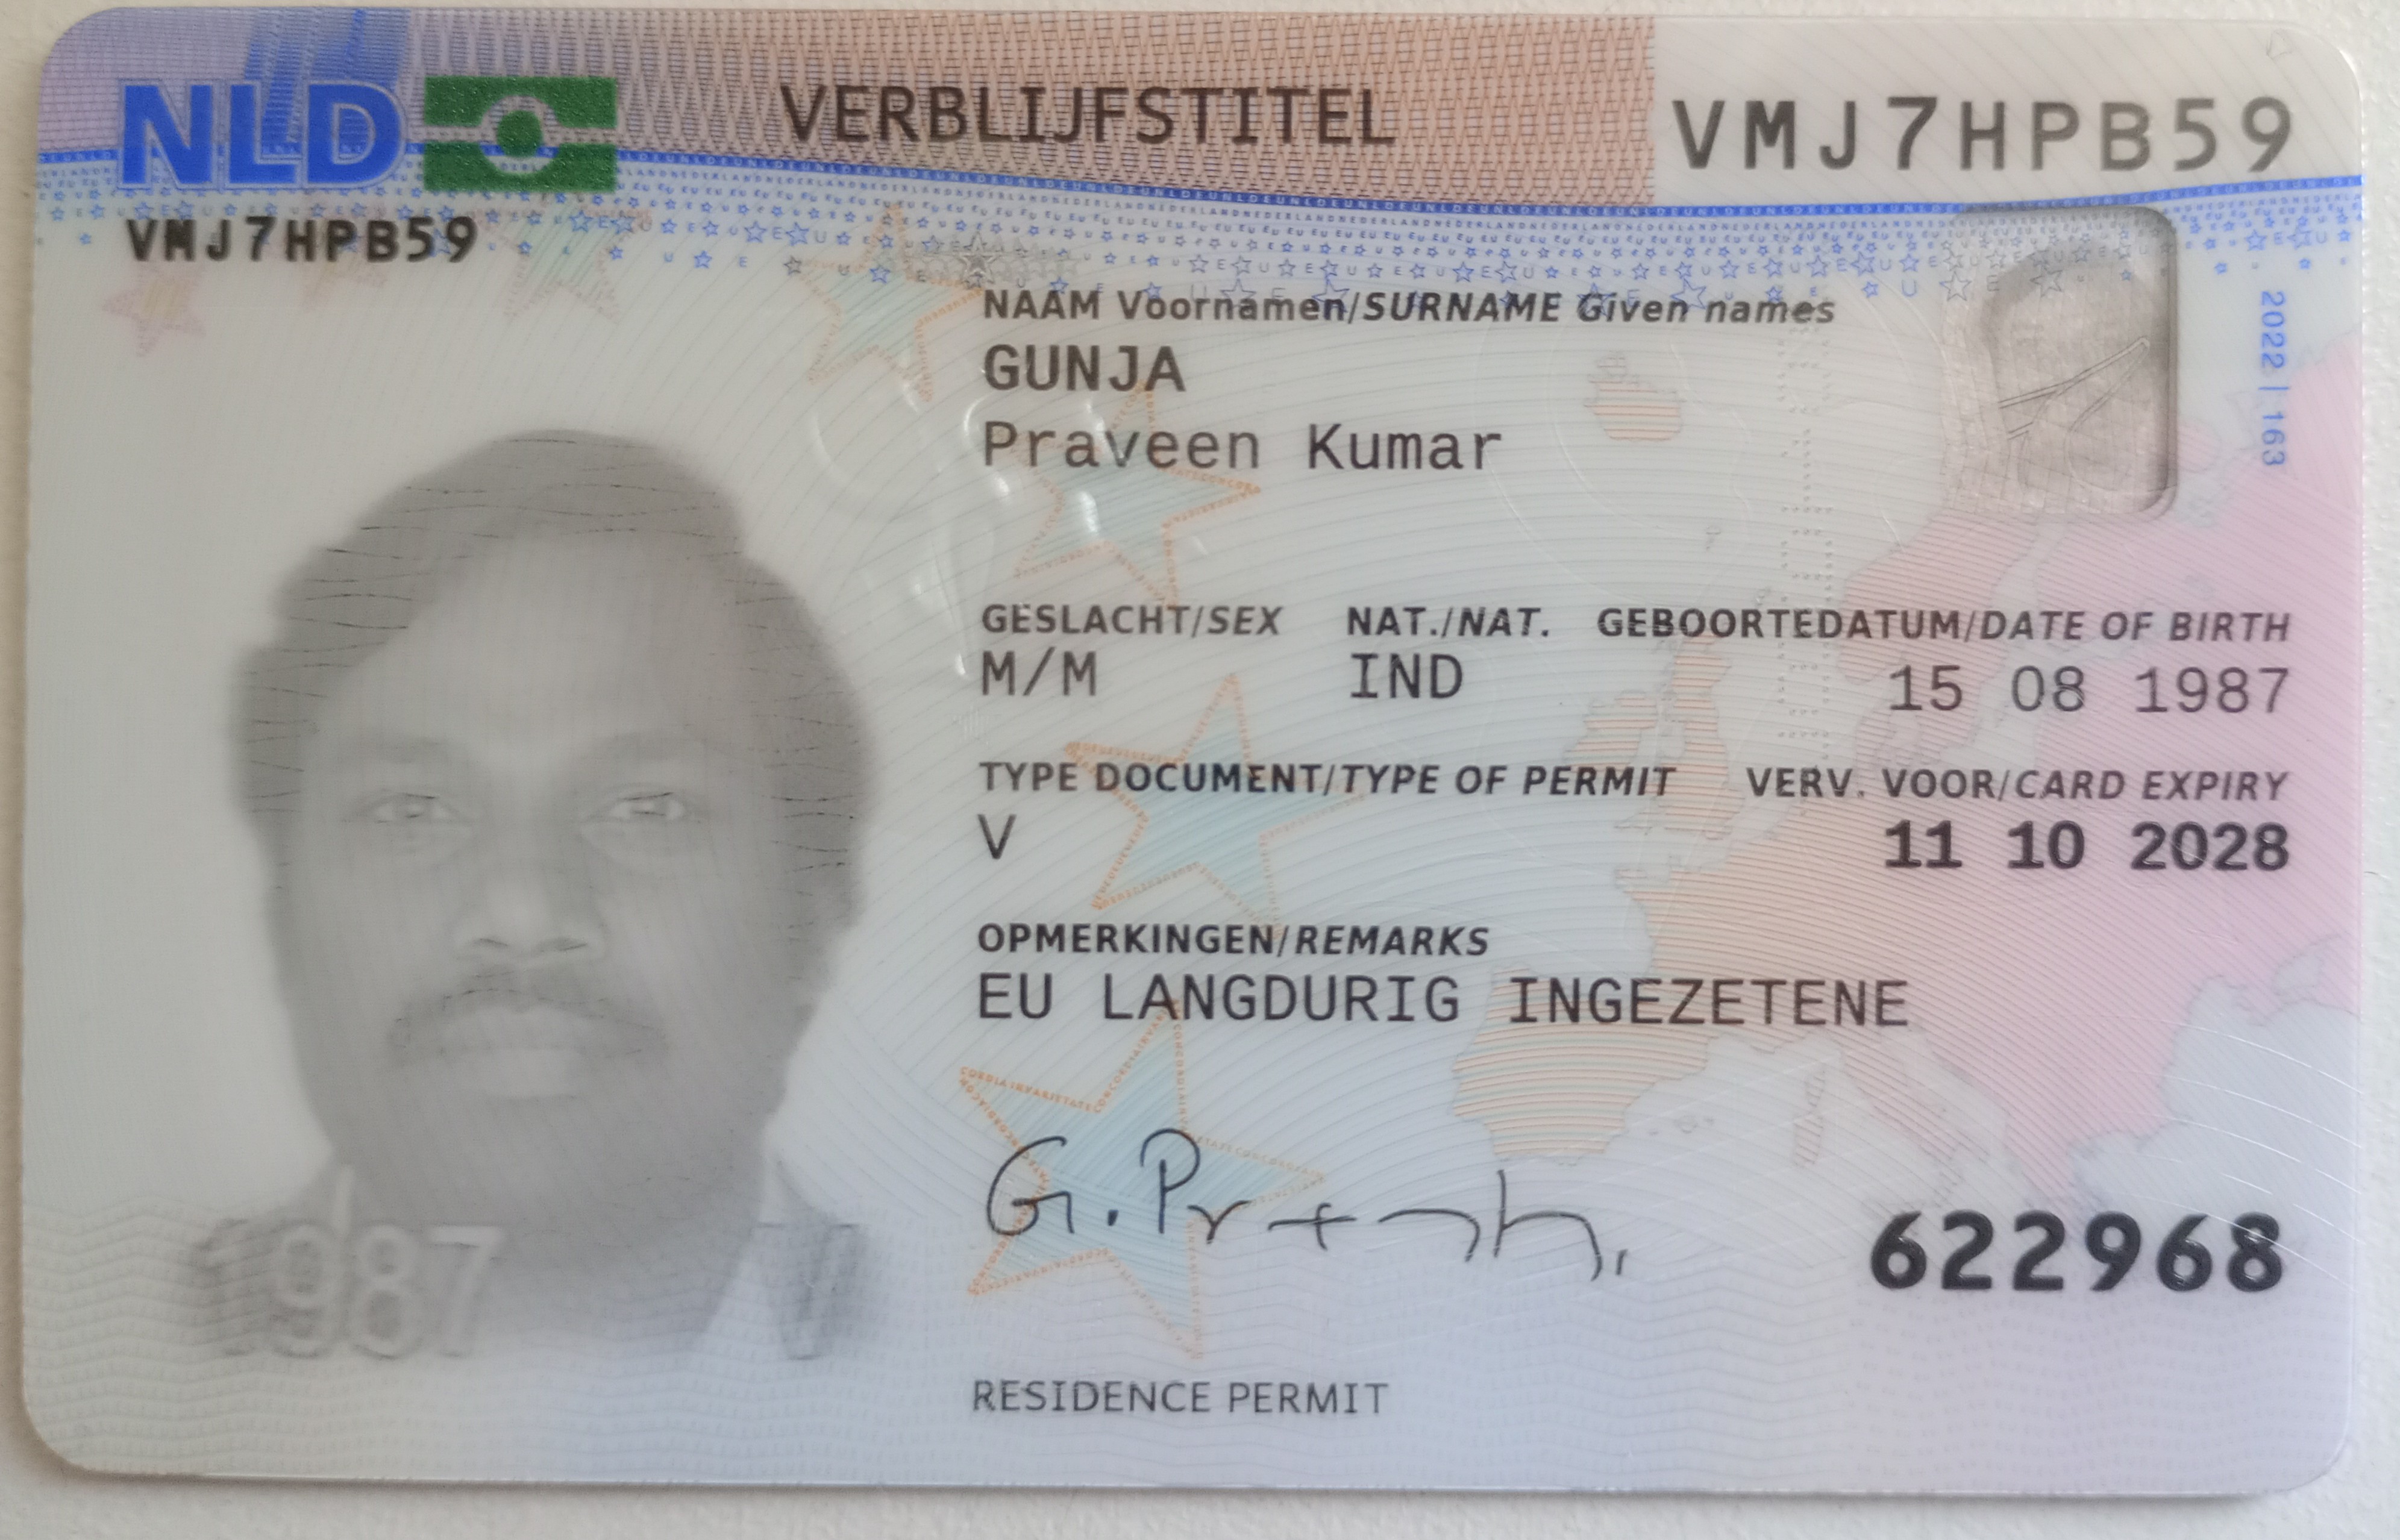 NLD
VERBLIJFSTITEL
VMJ7HPB59
VMJ7HPB59
NAAM Voornamen/SURNAME Given names
GUNJA
Praveen Kumar
2022 | 163
GESLACHT/SEX NAT./NAT. GEBOORTEDATUM/DATE OF BIRTH
M/M IND 15 08 1987
TYPE DOCUMENT/TYPE OF PERMIT VERV. VOOR/CARD EXPIRY
V 11 10 2028
OPMERKINGEN/REMARKS
EU LANGDURIG INGEZETENE
1987 V
622968
RESIDENCE PERMIT